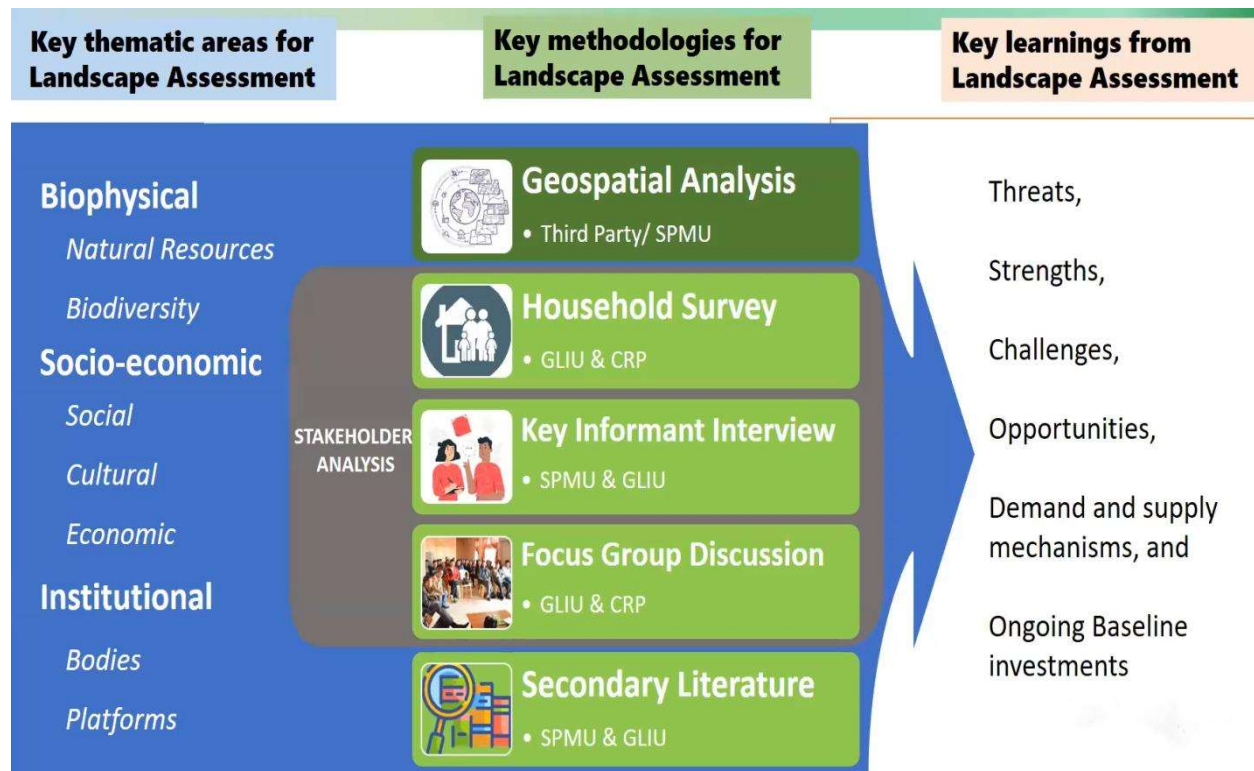 Key thematic areas for
Landscape Assessment
Key methodologies for
Landscape Assessment
Key learnings from
Landscape Assessment
Biophysical
Natural Resources
Biodiversity
Socio-economic
Social
Cultural
Economic
Institutional
Bodies
Platforms
STAKEHOLDER
ANALYSIS
Geospatial Analysis
• Third Party/ SPMU
Household Survey
• GLIU & CRP
Key Informant Interview
• SPMU & GLIU
Focus Group Discussion
• GLIU & CRP
Secondary Literature
• SPMU & GLIU
Threats,
Strengths,
Challenges,
Opportunities,
Demand and supply
mechanisms, and
Ongoing Baseline
investments